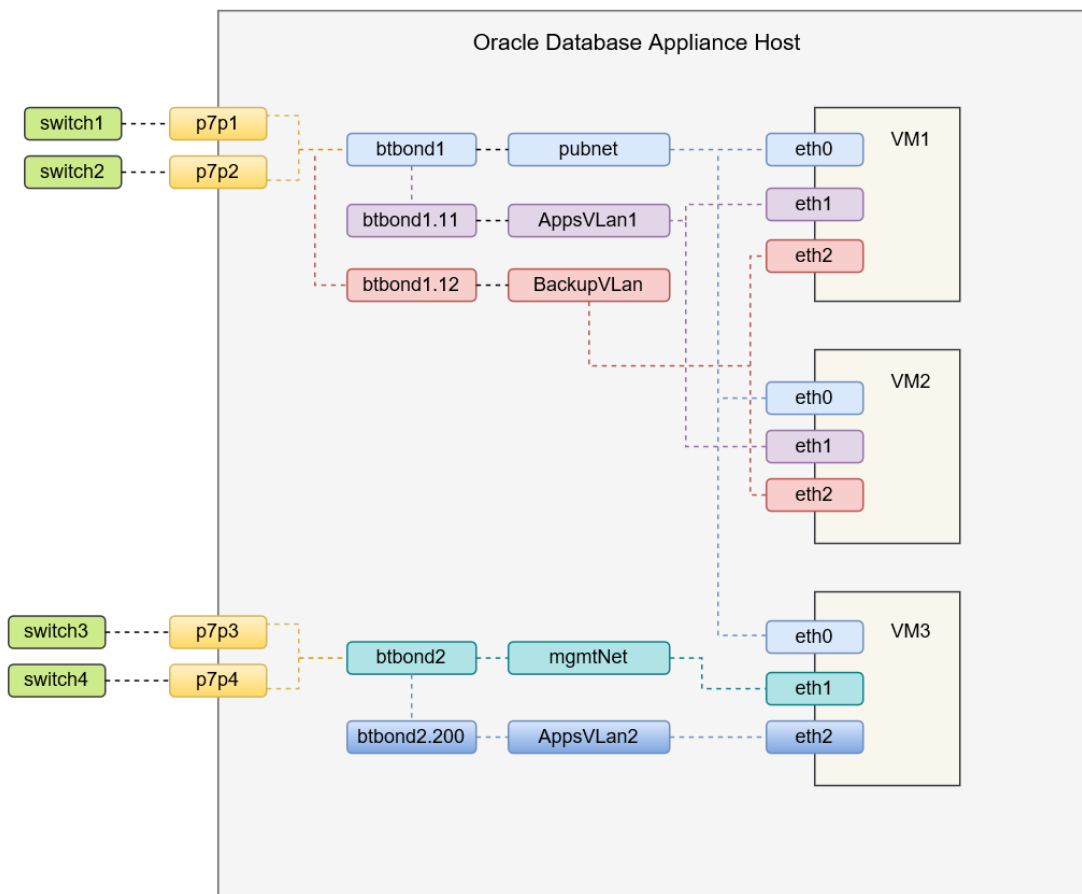 Oracle Database Appliance Host
switch1
p7p1
switch2
p7p2
btbond1
pubnet
btbond1.11
AppsVLan1
btbond1.12
BackupVLan
eth0
VM1
eth1
eth2
VM2
eth0
eth1
eth2
switch3
p7p3
switch4
p7p4
btbond2
mgmtNet
btbond2.200
AppsVLan2
eth0
VM3
eth1
eth2